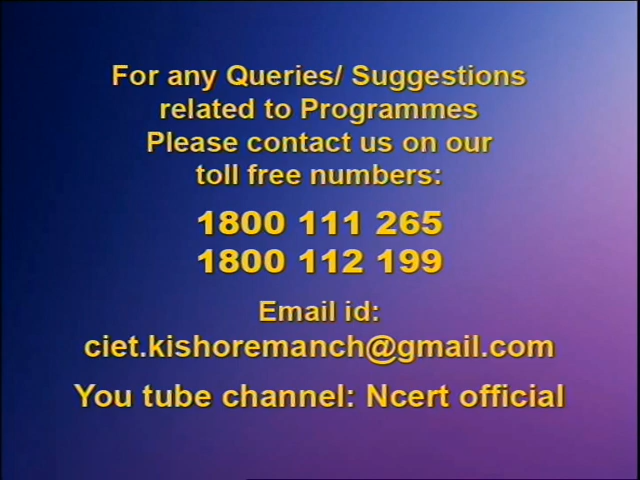 For any Queries/ Suggestions
related to Programmes
Please contact us on our
toll free numbers:
1800 111 265
1800 112 199
Email id:
ciet.kishoremanch@gmail.com
You tube channel: Ncert official